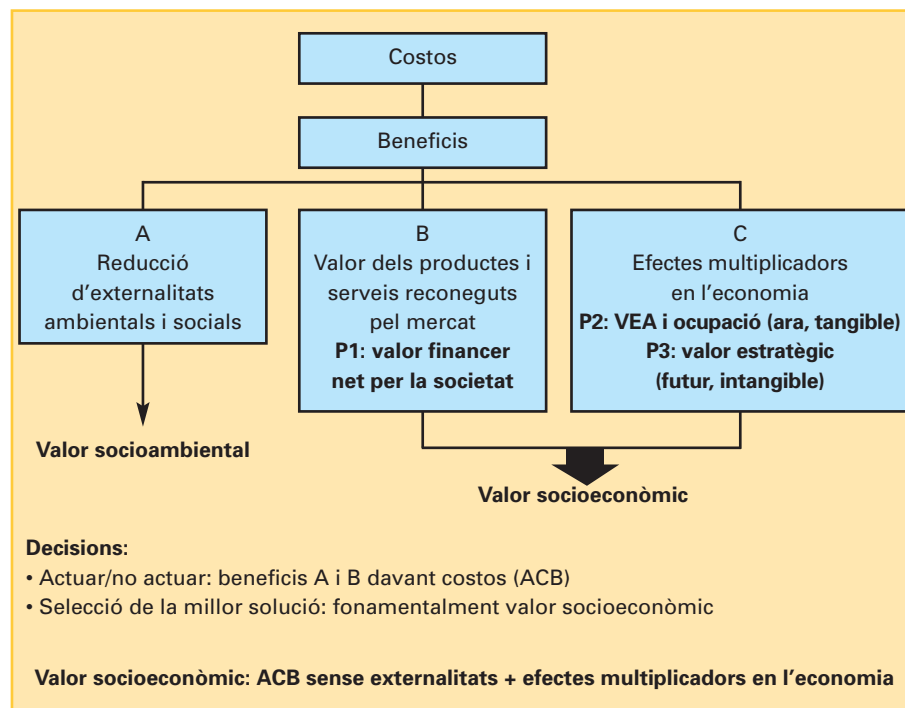 Costos
Beneficis
A
Reducció
d'externalitats
ambientals i socials
B
Valor dels productes i
serveis reconeguts
pel mercat
P1: valor financer
net per la societat
C
Efectes multiplicadors
en l'economia
P2: VEA i ocupació (ara, tangible)
P3: valor estratègic
(futur, intangible)
Valor socioambiental
Valor socioeconòmic
Decisions:
• Actuar/no actuar: beneficis A i B davant costos (ACB)
• Selecció de la millor solució: fonamentalment valor socioeconòmic
Valor socioeconòmic: ACB sense externalitats + efectes multiplicadors en l'economia